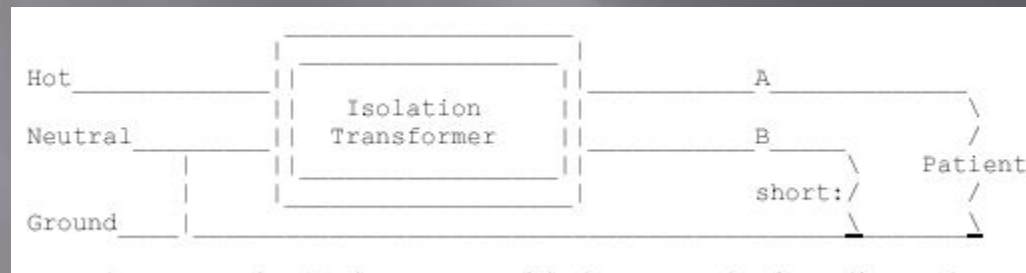 Hot
A
Isolation
Neutral
Transformer
B
Patient
short:
Ground